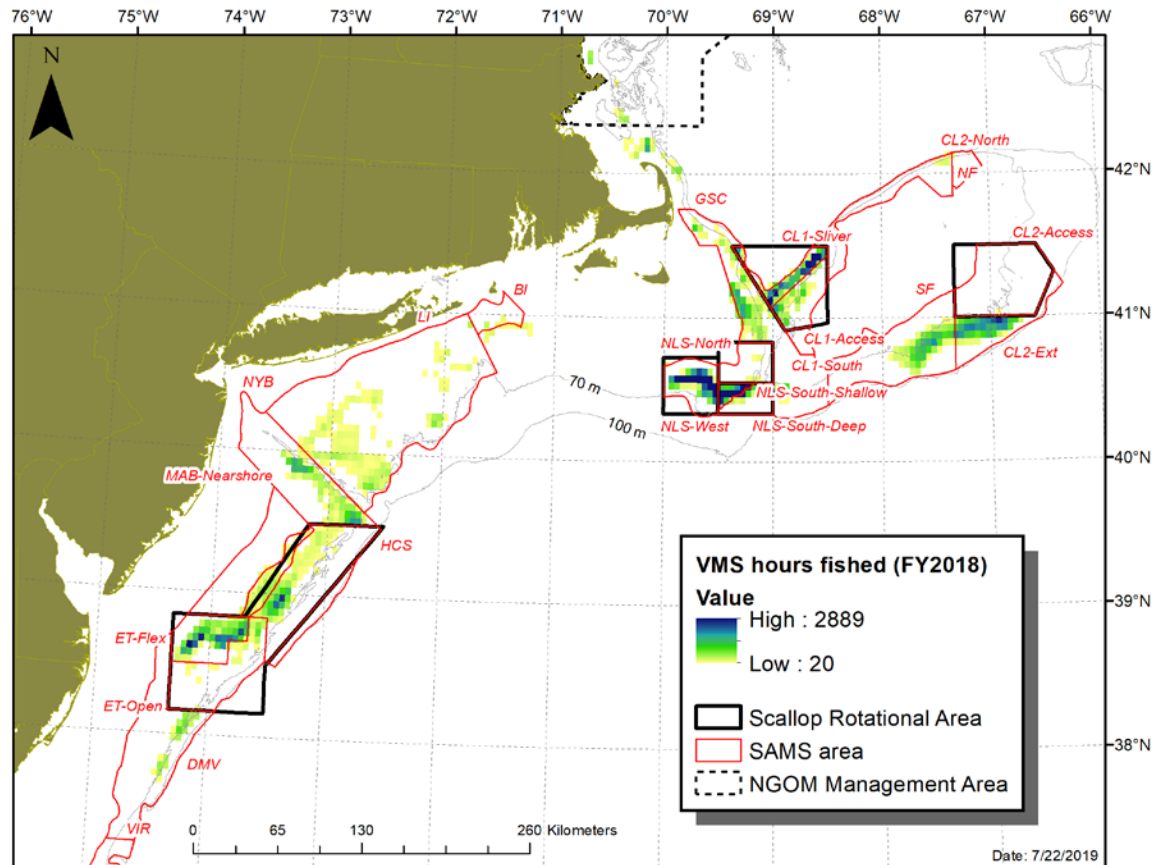 76°W 75°W 74°W 73°W 72°W 71°W 70°W 69°W 68°W 67°W 66°W
N
CL2-North
NF
42°N
GSC
CL1-Sliver
CL2-Access
SF
BI
LI
41°N
NLS-North
CL1-Access
CL2-Ext
CL1-South
NYB
70 m
NLS-South-Shallow
100 m
NLS-West
NLS-South-Deep
40°N
MAB-Nearshore
HCS
VMS hours fished (FY2018)
Value
High : 2889
Low : 20
39°N
ET-Flex
ET-Open
Scallop Rotational Area
SAMS area
38°N
DMV
NGOM Management Area
VIR
0 65 130 260 Kilometers
Date: 7/22/2019